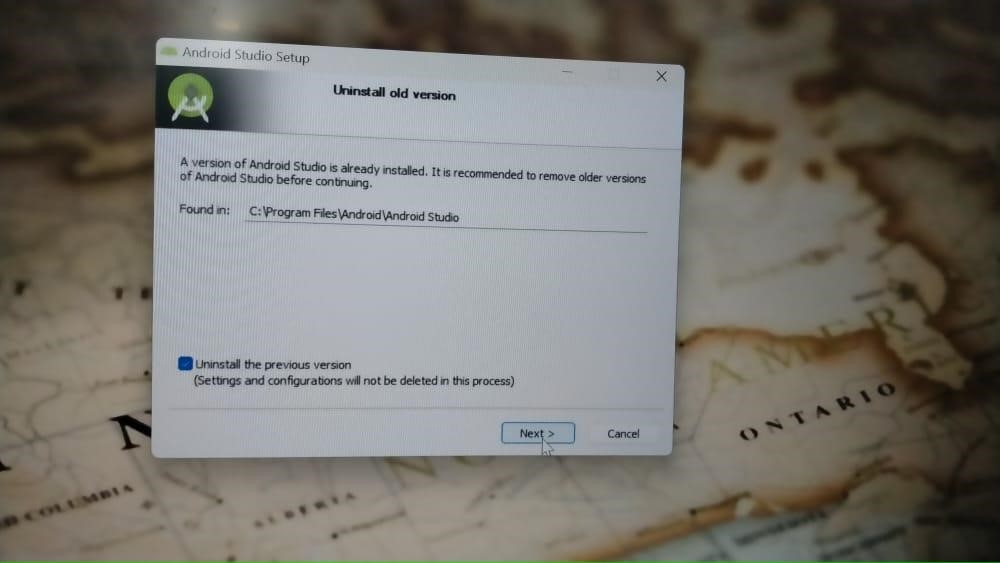 Android Studio Setup
Uninstall old version
A version of Android Studio is already installed. It is recommended to remove older versions
of Android Studio before continuing.
Found in: C:\Program Files\Android\Android Studio
Uninstall the previous version
(Settings and configurations will not be deleted in this process)
Next >
Cancel
ONTARIO
ALBERTA